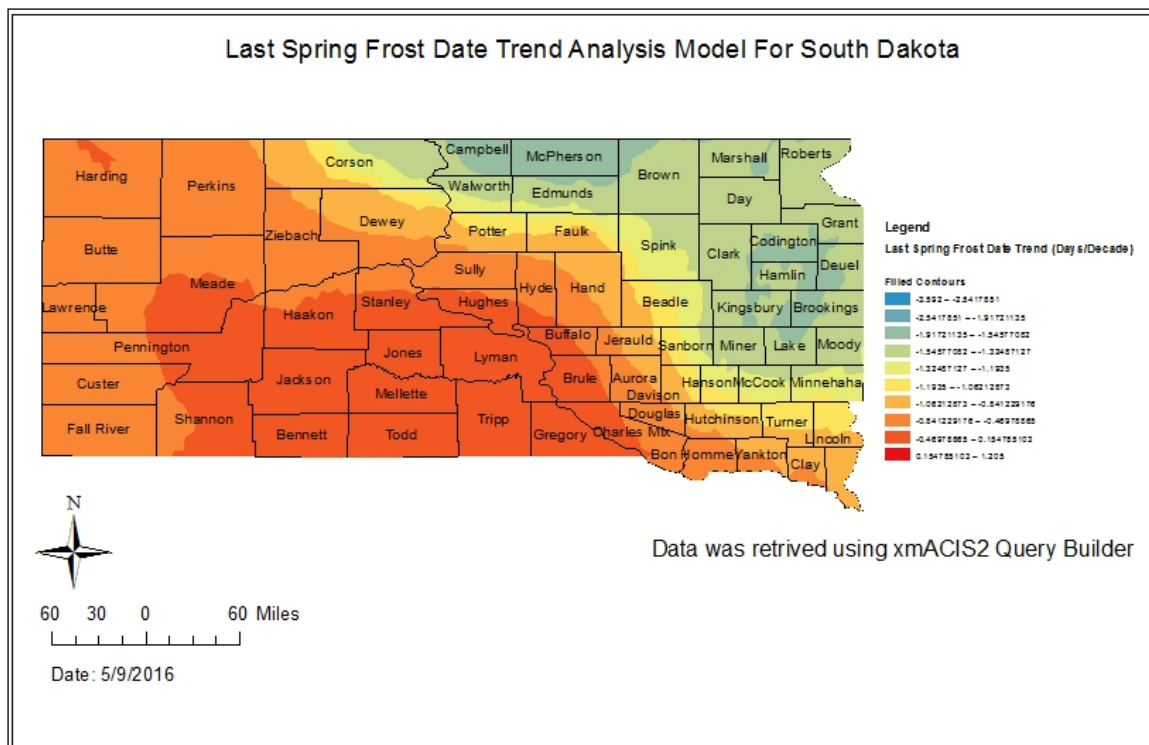 Last Spring Frost Date Trend Analysis Model For South Dakota
Harding
Perkins
Corson
Campbell
McPherson
Brown
Marshall
Roberts
Walworth
Edmunds
Day
Butte
Ziebach
Dewey
Potter
Faulk
Spink
Grant
Clark
Codington
Hamlin
Deuel
Lawrence
Meade
Sully
Hyde
Hand
Beadle
Haakon
Stanley
Hughes
Kingsbury
Brookings
Pennington
Jones
Lyman
Buffalo
Jerauld
Sanborn
Miner
Lake
Moody
Custer
Jackson
Mellette
Brule
Aurora
Davison
Hanson
McCook
Minnehaha
Fall River
Shannon
Bennett
Todd
Tripp
Gregory
Douglas
Charles Mix
Hutchinson
Turner
Lincoln
Bon Homme
Yankton
Clay
Legend
Last Spring Frost Date Trend (Days/Decade)
Filled Contours
N
Data was retrived using xmACIS2 Query Builder
60 30 0 60 Miles
Date: 5/9/2016